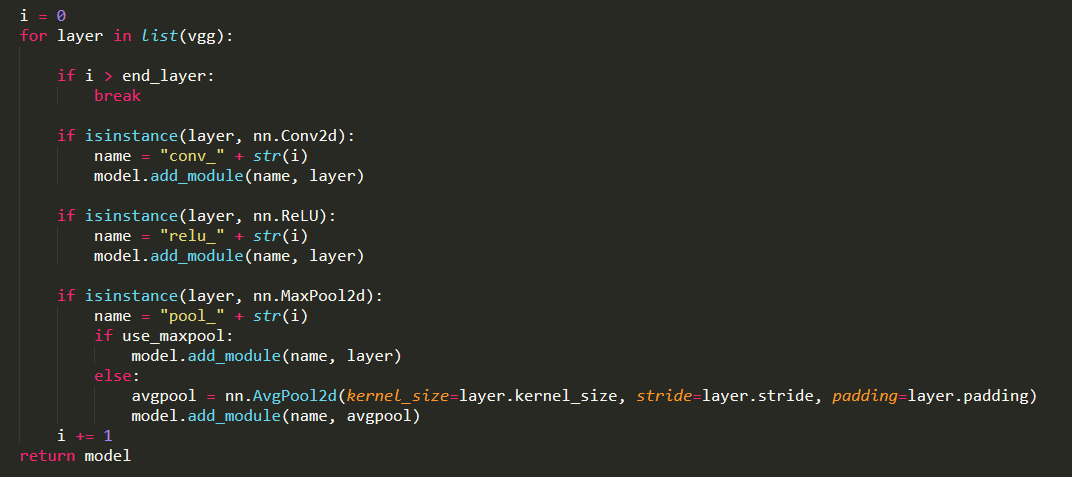 i = 0
for layer in list(vgg):
if i > end_layer:
break
if isinstance(layer, nn.Conv2d):
name = "conv_" + str(i)
model.add_module(name, layer)
if isinstance(layer, nn.ReLU):
name = "relu_" + str(i)
model.add_module(name, layer)
if isinstance(layer, nn.MaxPool2d):
name = "pool_" + str(i)
if use_maxpool:
model.add_module(name, layer)
else:
avgpool = nn.AvgPool2d(kernel_size=layer.kernel_size, stride=layer.stride, padding=layer.padding)
model.add_module(name, avgpool)
i += 1
return model